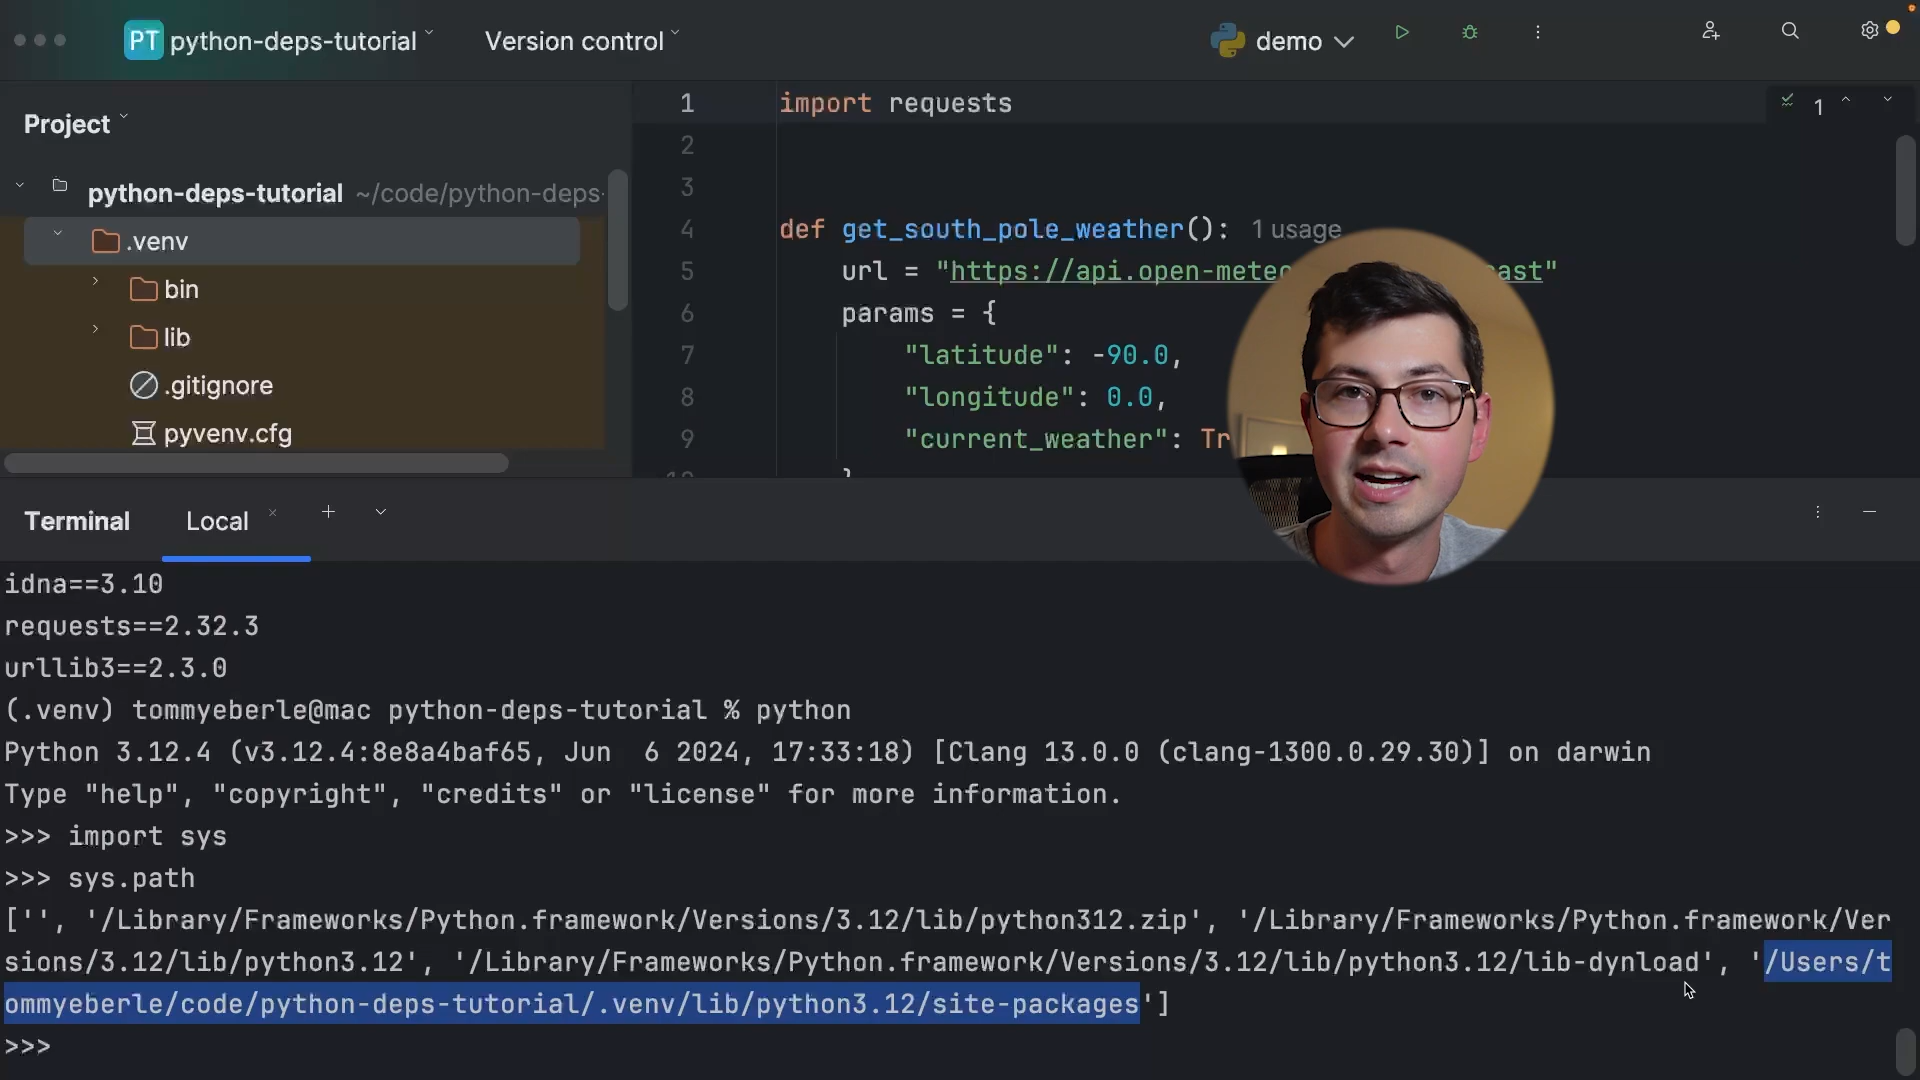 PT python-deps-tutorial
Version control
demo
Project
python-deps-tutorial ~/code/python-deps-
.venv
bin
lib
.gitignore
pyvenv.cfg
1 import requests
1
2
3
4 def get_south_pole_weather(): 1 usage
5 url = "https://api.open-mete ast"
6 params = {
7 "latitude": -90.0,
8 "longitude": 0.0,
9 "current_weather": Tr
}
Terminal
Local
idna==3.10
requests==2.32.3
urllib3==2.3.0
(.venv) tommyeberle@mac python-deps-tutorial % python
Python 3.12.4 (v3.12.4:8e8a4baf65, Jun  6 2024, 17:33:18) [Clang 13.0.0 (clang-1300.0.29.30)] on darwin
Type "help", "copyright", "credits" or "license" for more information.
>>> import sys
>>> sys.path
['', '/Library/Frameworks/Python.framework/Versions/3.12/lib/python312.zip', '/Library/Frameworks/Python.framework/Ver
sions/3.12/lib/python3.12', '/Library/Frameworks/Python.framework/Versions/3.12/lib/python3.12/lib-dynload', '/Users/t
ommyeberle/code/python-deps-tutorial/.venv/lib/python3.12/site-packages']
>>>